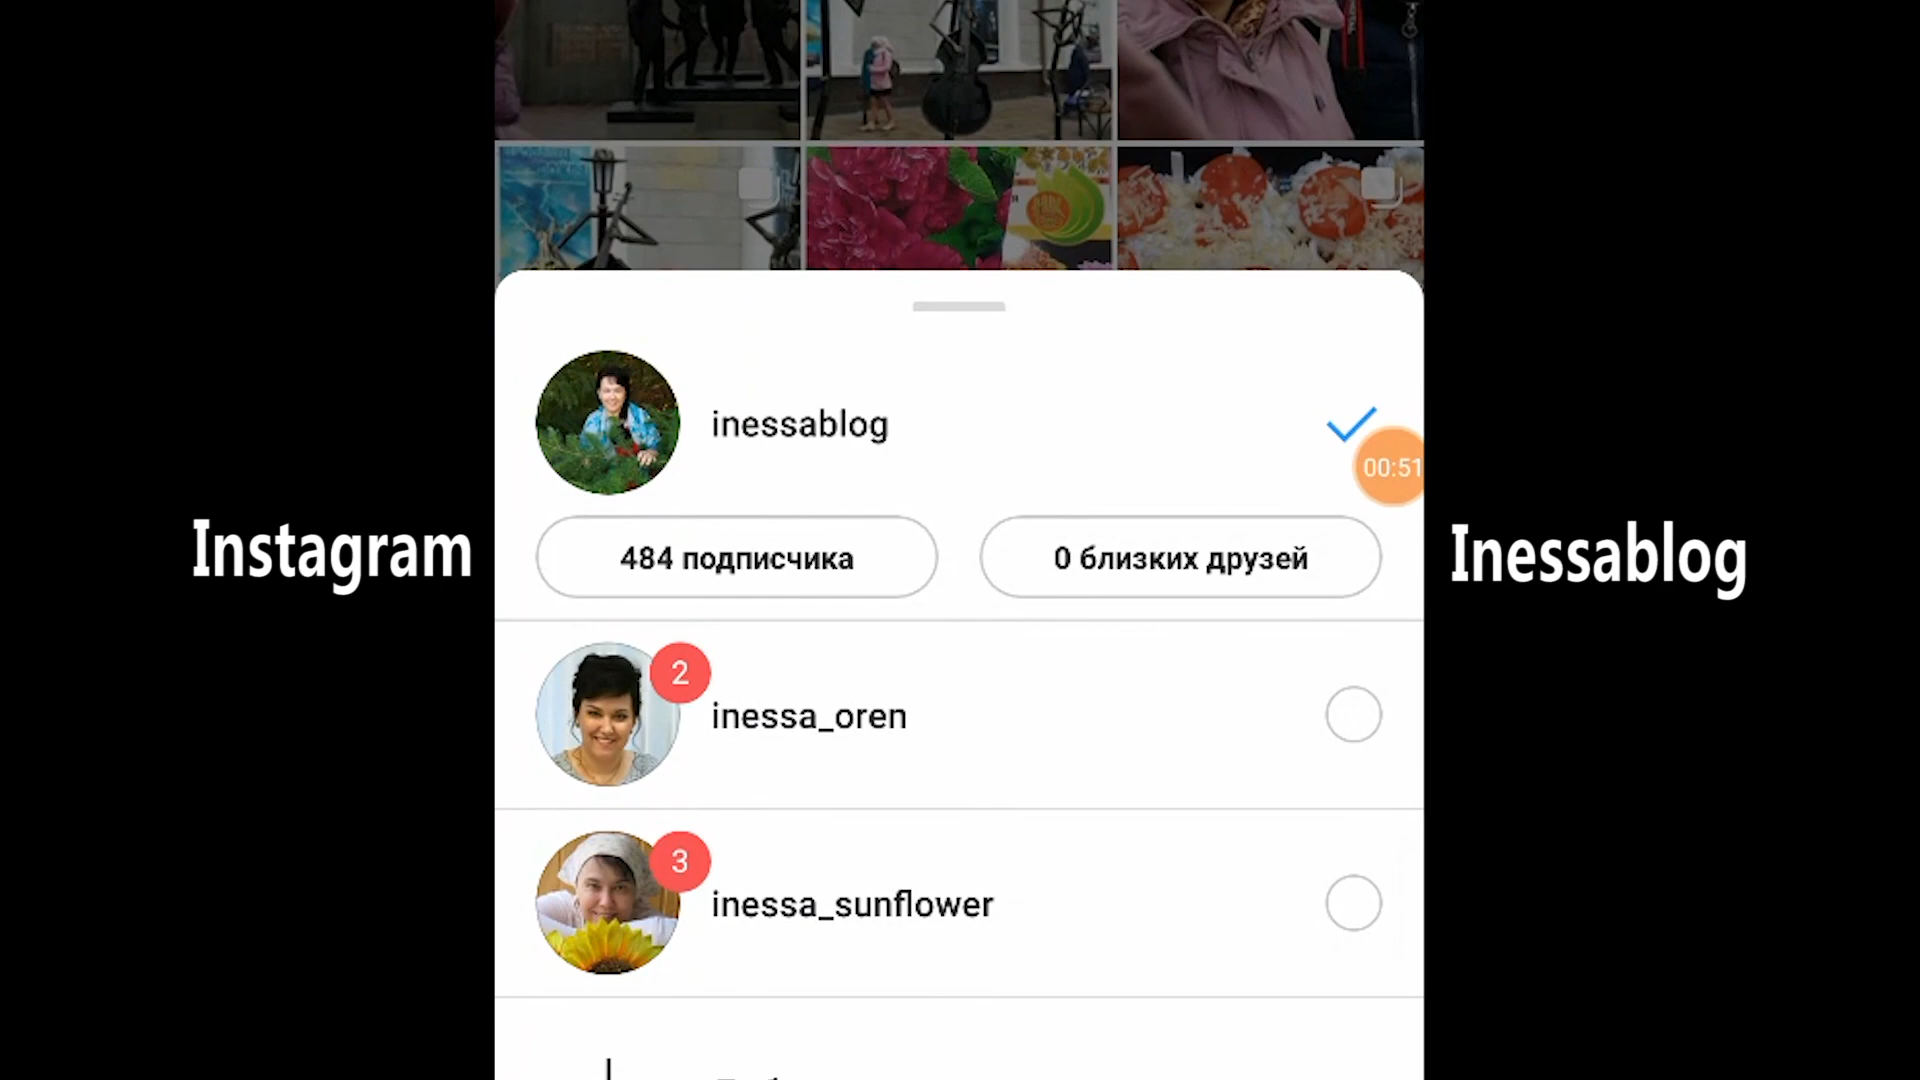 inessablog
00:51
484 подписчика
0 близких друзей
Instagram
Inessablog
2
inessa_oren
3
inessa_sunflower